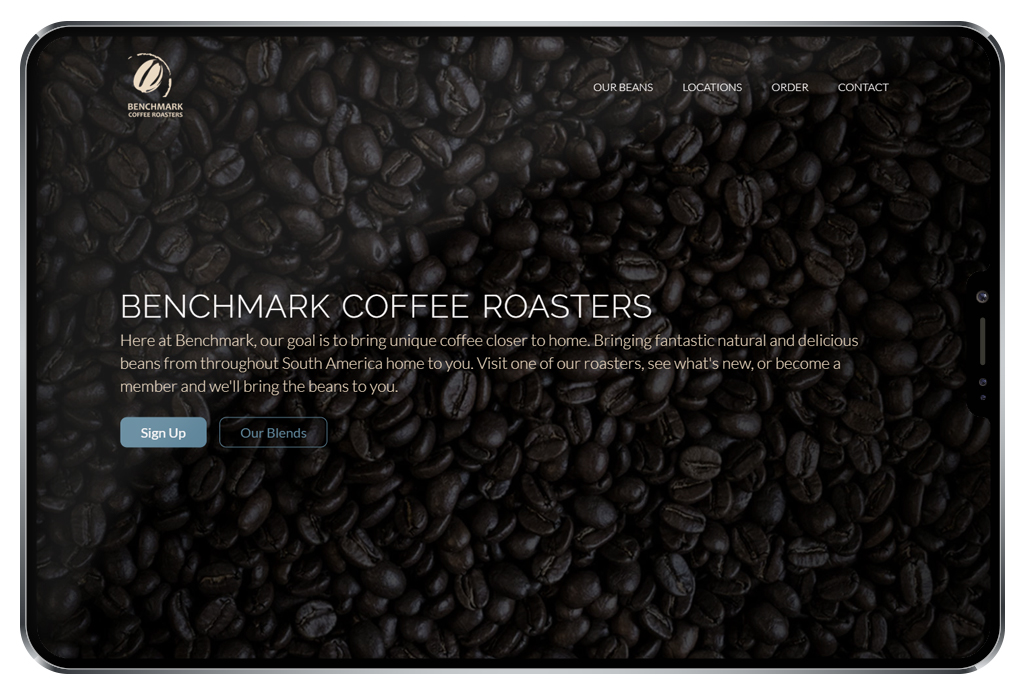 BENCHMARK
COFFEE ROASTERS
OUR BEANS LOCATIONS ORDER CONTACT
BENCHMARK COFFEE ROASTERS
Here at Benchmark, our goal is to bring unique coffee closer to home. Bringing fantastic natural and delicious
beans from throughout South America home to you. Visit one of our roasters, see what's new, or become a
member and we'll bring the beans to you.
Sign Up Our Blends